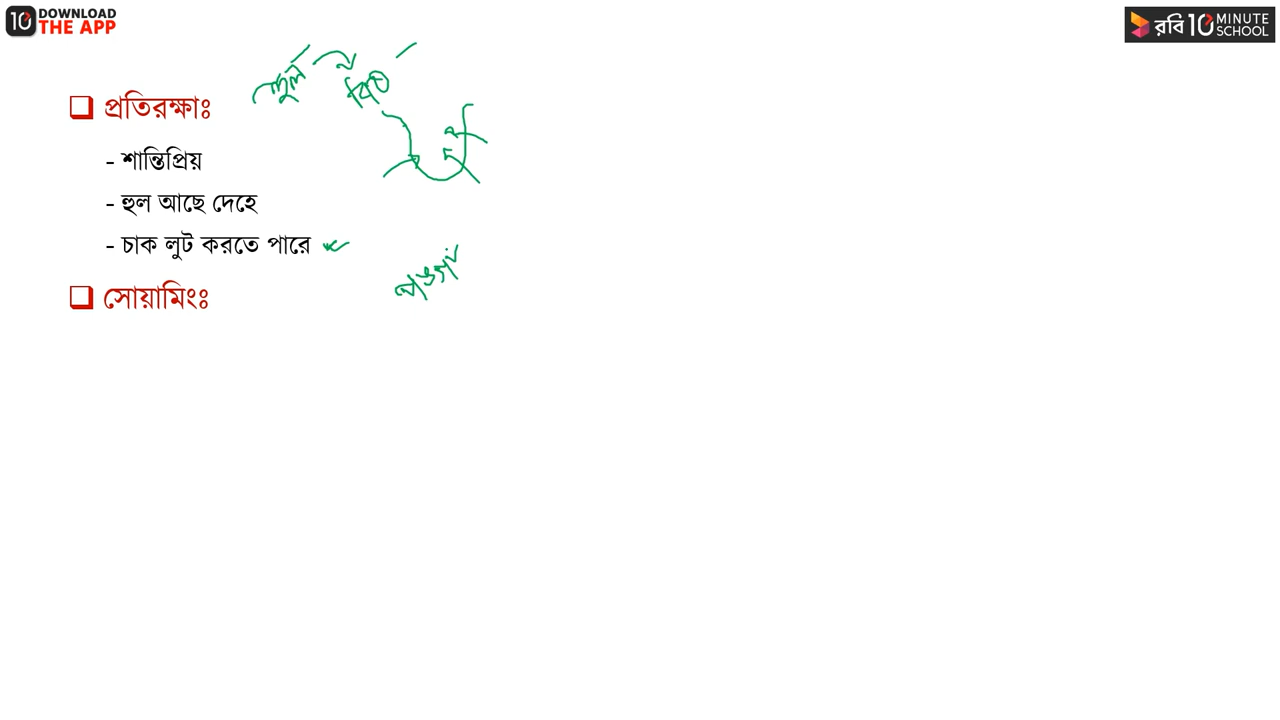 10 DOWNLOAD THE APP
রবি 10 MINUTE SCHOOL
প্রতিরক্ষাঃ
- শান্তিপ্রিয়
- হুল আছে দেহে
- চাক লুট করতে পারে
সোয়ামিংঃ